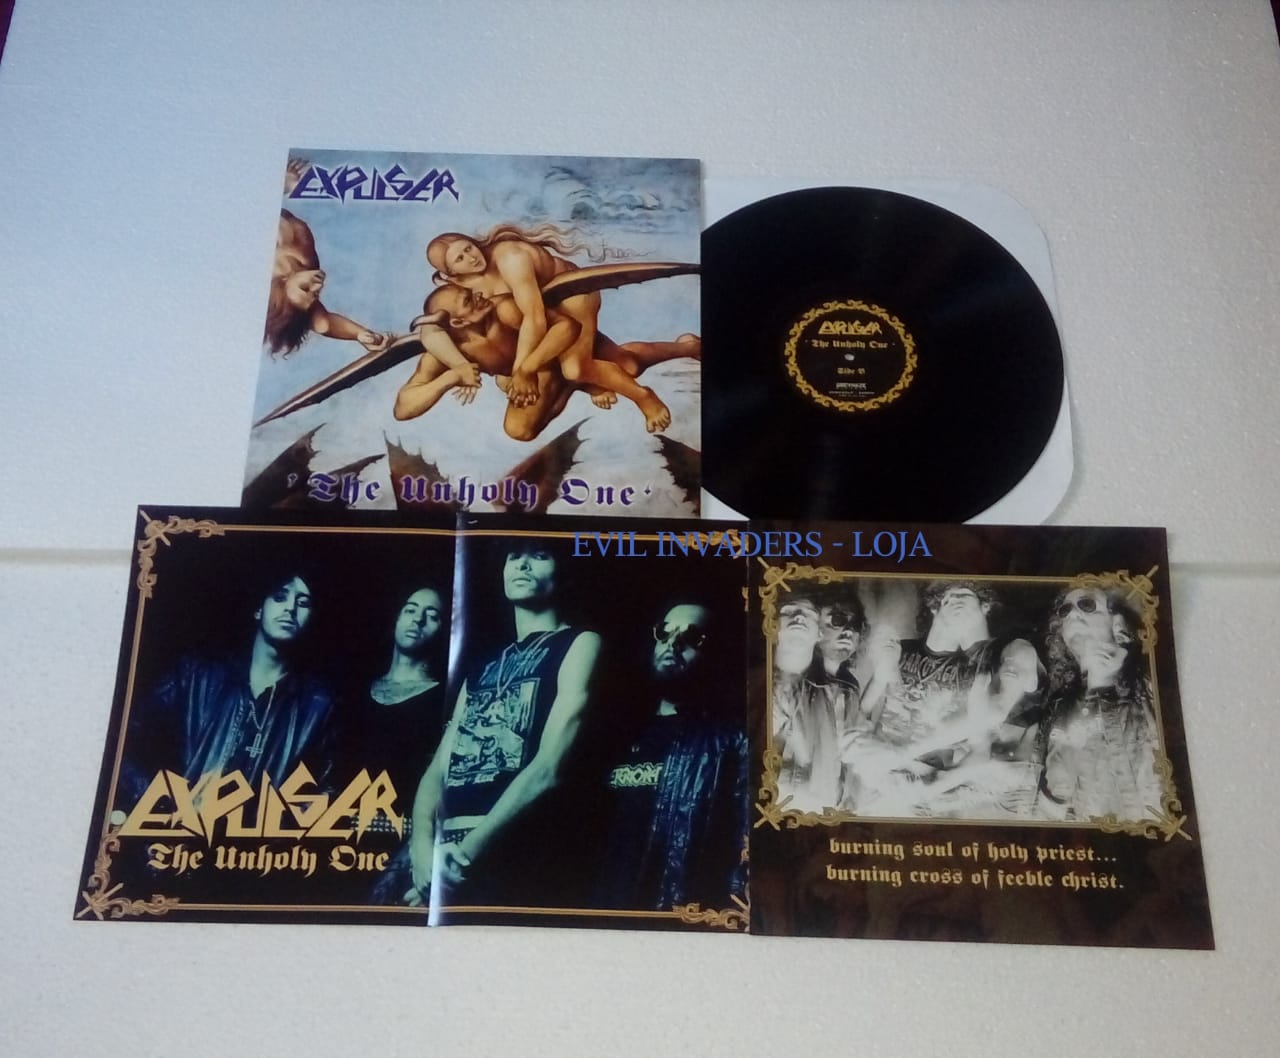 EXPULSER
'The Unholy One'
EXPULSER
'The Unholy One'
Side B
EVIL INVADERS - LOJA
EXPULSER
The Unholy One
burning soul of holy priest...
burning cross of feeble christ.